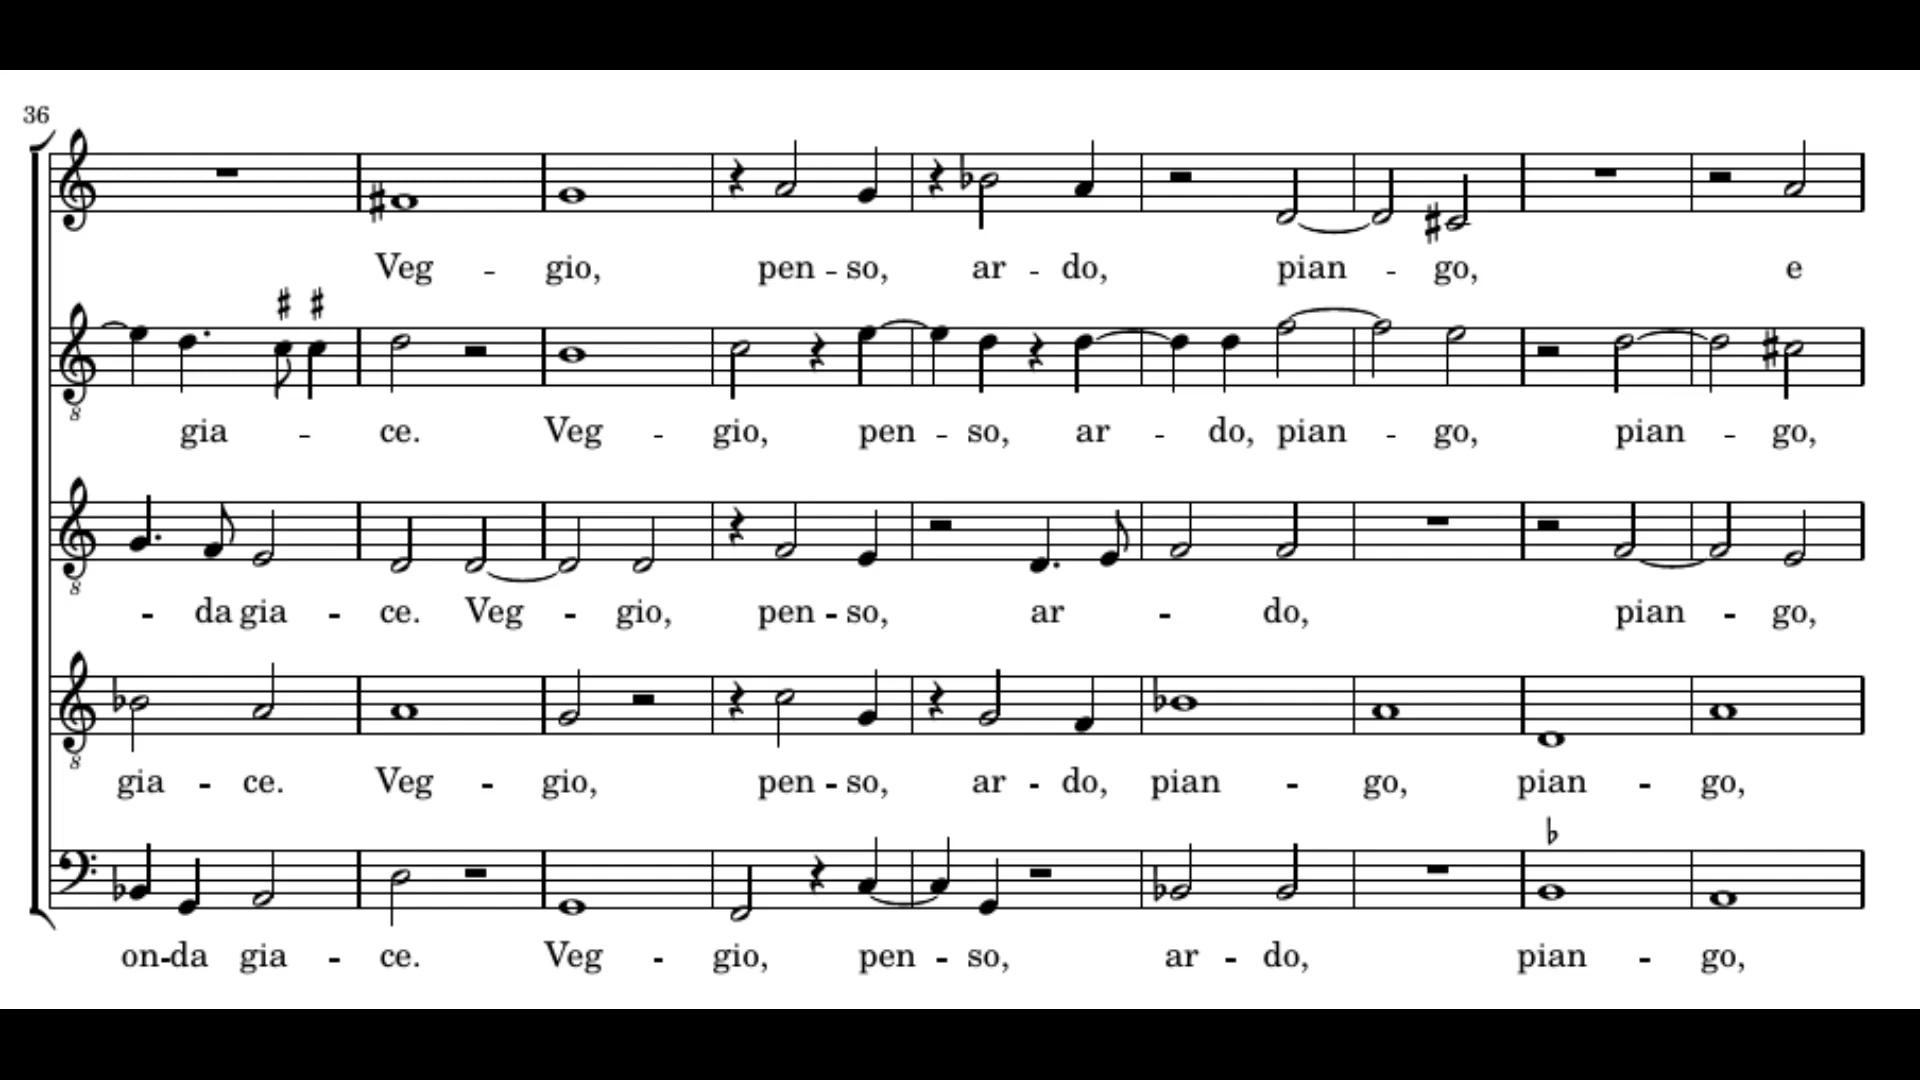 36
Veg - gio, pen - so, ar - do, pian - go, e
gia - ce. Veg - gio, pen - so, ar - do, pian - go, pian - go,
- da gia - ce. Veg - gio, pen - so, ar - do, pian - go,
gia - ce. Veg - gio, pen - so, ar - do, pian - go, pian - go,
on-da gia - ce. Veg - gio, pen - so, ar - do, pian - go,